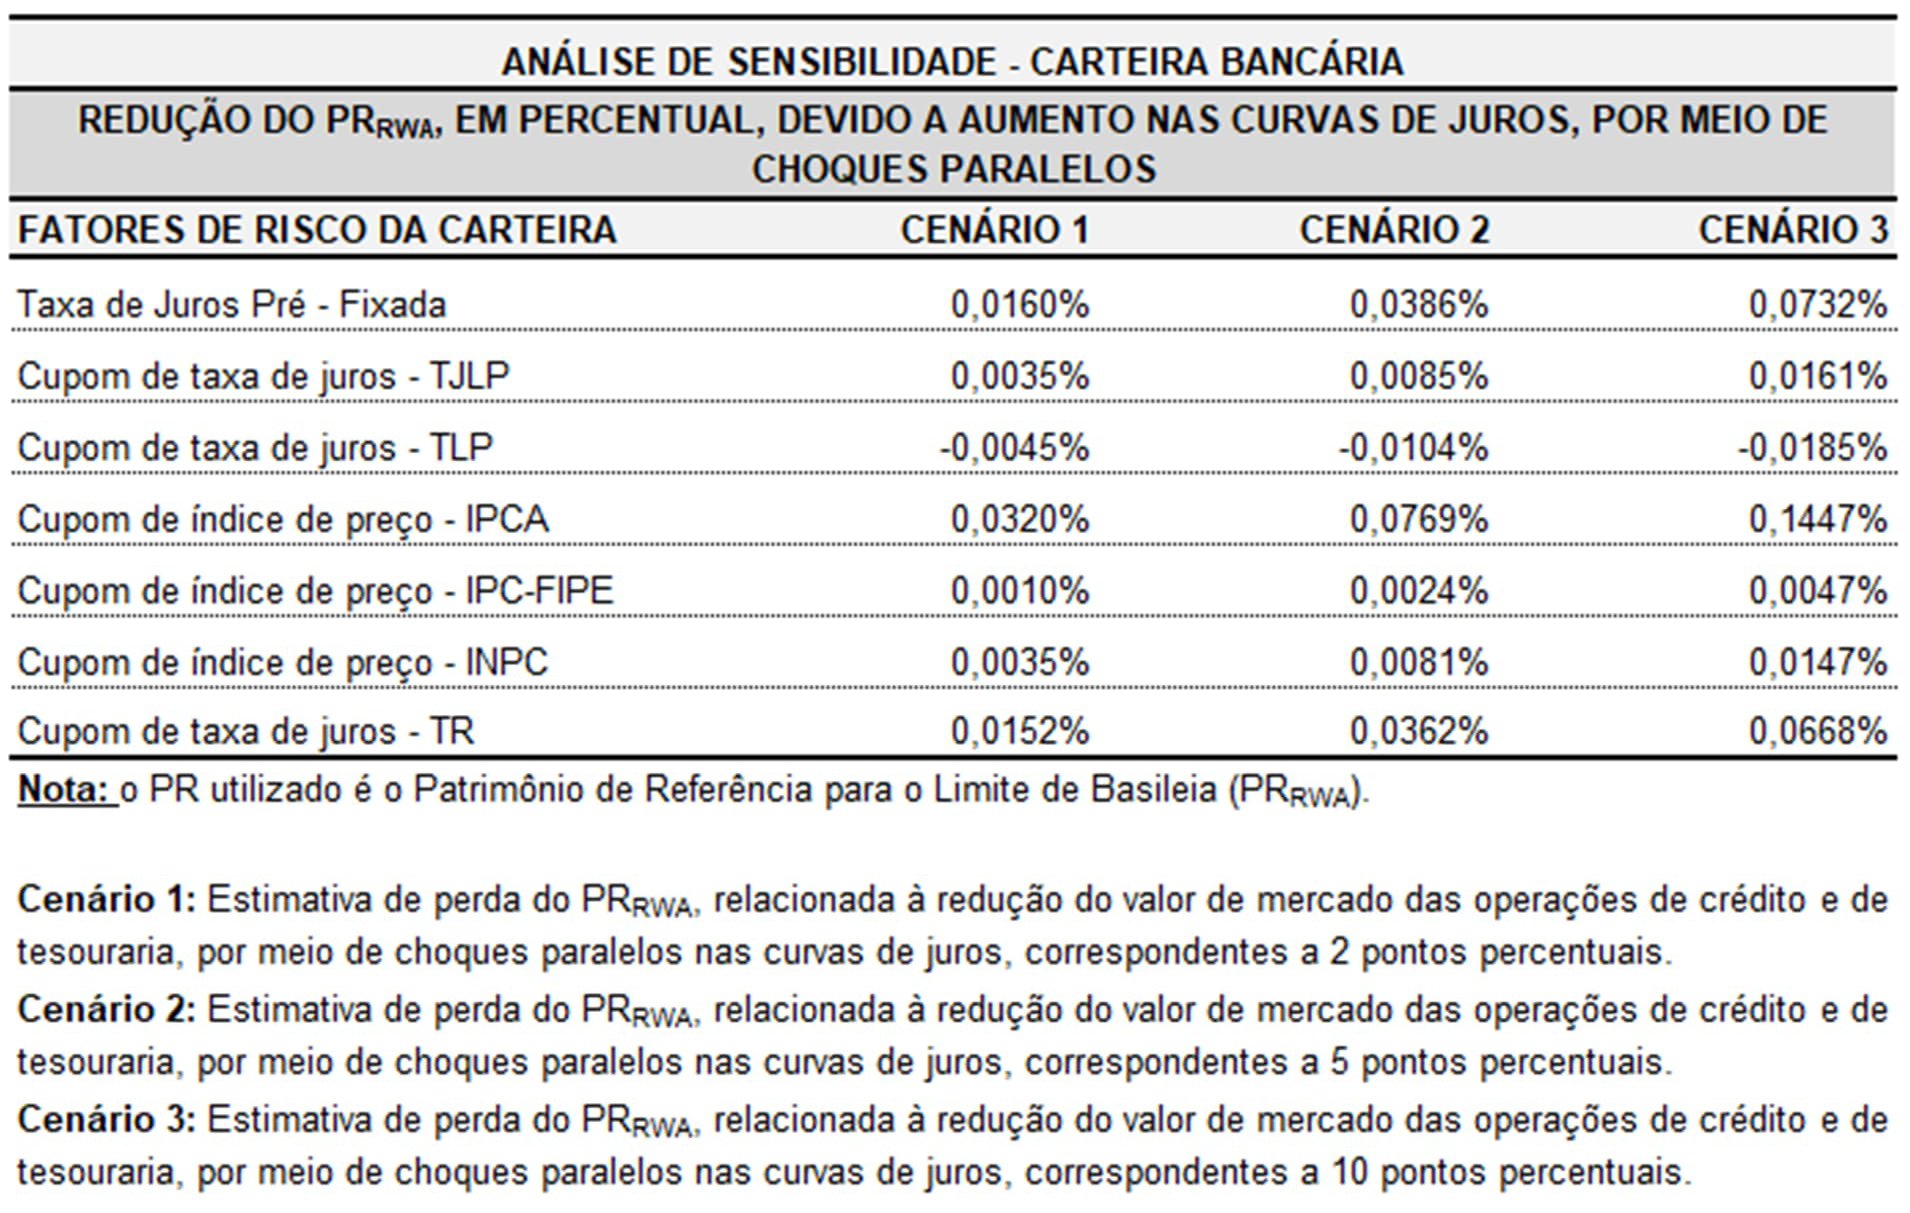 ANÁLISE DE SENSIBILIDADE - CARTEIRA BANCÁRIA
REDUÇÃO DO PRRWA, EM PERCENTUAL, DEVIDO A AUMENTO NAS CURVAS DE JUROS, POR MEIO DE
CHOQUES PARALELOS
FATORES DE RISCO DA CARTEIRA CENÁRIO 1 CENÁRIO 2 CENÁRIO 3
Taxa de Juros Pré - Fixada 0,0160% 0,0386% 0,0732%
Cupom de taxa de juros - TJLP 0,0035% 0,0085% 0,0161%
Cupom de taxa de juros - TLP -0,0045% -0,0104% -0,0185%
Cupom de índice de preço - IPCA 0,0320% 0,0769% 0,1447%
Cupom de índice de preço - IPC-FIPE 0,0010% 0,0024% 0,0047%
Cupom de índice de preço - INPC 0,0035% 0,0081% 0,0147%
Cupom de taxa de juros - TR 0,0152% 0,0362% 0,0668%
Nota: o PR utilizado é o Patrimônio de Referência para o Limite de Basileia (PRRWA).
Cenário 1: Estimativa de perda do PRRWA, relacionada à redução do valor de mercado das operações de crédito e de
tesouraria, por meio de choques paralelos nas curvas de juros, correspondentes a 2 pontos percentuais.
Cenário 2: Estimativa de perda do PRRWA, relacionada à redução do valor de mercado das operações de crédito e de
tesouraria, por meio de choques paralelos nas curvas de juros, correspondentes a 5 pontos percentuais.
Cenário 3: Estimativa de perda do PRRWA, relacionada à redução do valor de mercado das operações de crédito e de
tesouraria, por meio de choques paralelos nas curvas de juros, correspondentes a 10 pontos percentuais.